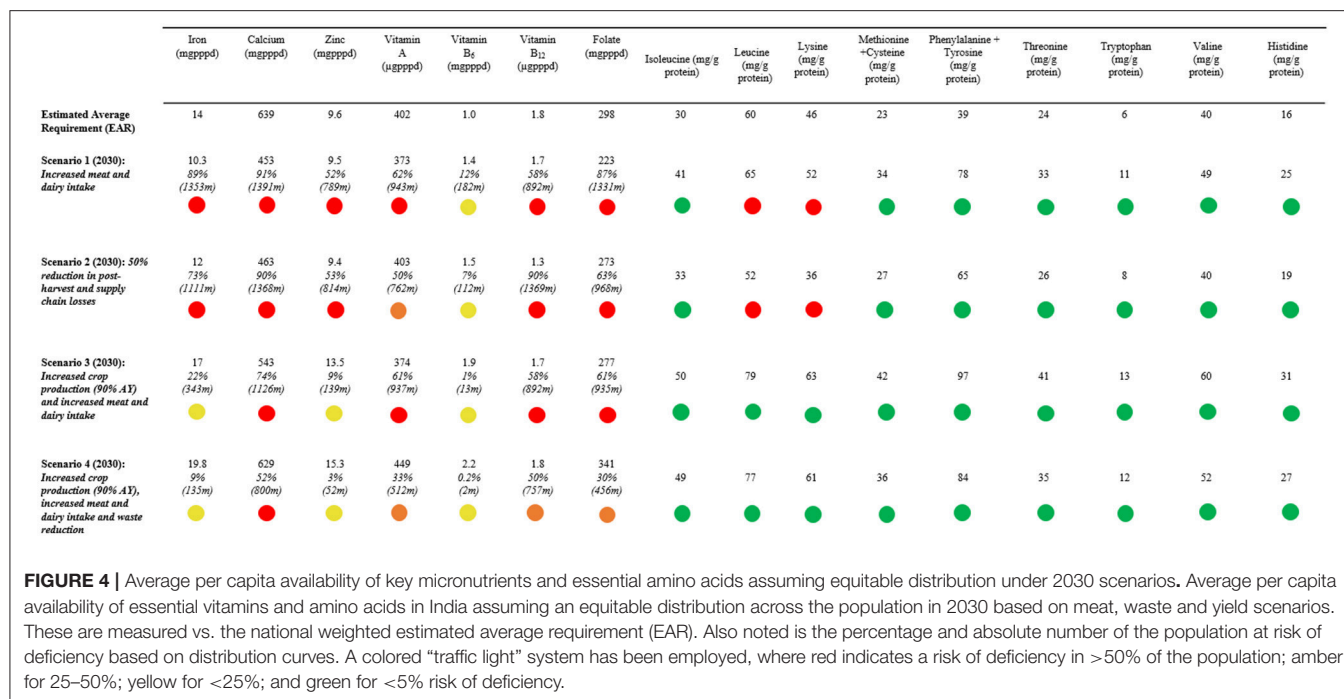 Iron (mgpppd) Calcium (mgpppd) Zinc (mgpppd) Vitamin A (µgpppd) Vitamin B6 (mgpppd) Vitamin B12 (µgpppd) Folate (mgpppd) Isoleucine (mg/g protein) Leucine (mg/g protein) Lysine (mg/g protein) Methionine +Cysteine (mg/g protein) Phenylalanine + Tyrosine (mg/g protein) Threonine (mg/g protein) Tryptophan (mg/g protein) Valine (mg/g protein) Histidine (mg/g protein)
Estimated Average Requirement (EAR) 14 639 9.6 402 1.0 1.8 298 30 60 46 23 39 24 6 40 16
Scenario 1 (2030): 10.3 453 9.5 373 1.4 1.7 223
Increased meat and 89% 91% 52% 62% 12% 58% 87% 41 65 52 34 78 33 11 49 25
dairy intake (1353m) (1391m) (789m) (943m) (182m) (892m) (1331m)
Scenario 2 (2030): 50% 12 463 9.4 403 1.5 1.3 273
reduction in post- 73% 90% 53% 50% 7% 90% 63% 33 52 36 27 65 26 8 40 19
harvest and supply (1111m) (1368m) (814m) (762m) (112m) (1369m) (968m)
chain losses
Scenario 3 (2030): 17 543 13.5 374 1.9 1.7 277
Increased crop 22% 74% 9% 61% 1% 58% 61% 50 79 63 42 97 41 13 60 31
production (90% AY) (343m) (1126m) (139m) (937m) (13m) (892m) (935m)
and increased meat and
dairy intake
Scenario 4 (2030): 19.8 629 15.3 449 2.2 1.8 341
Increased crop 9% 52% 3% 33% 0.2% 50% 30% 49 77 61 36 84 35 12 52 27
production (90% AY), (135m) (800m) (52m) (512m) (2m) (757m) (456m)
increased meat and
dairy intake and waste
reduction
FIGURE 4 | Average per capita availability of key micronutrients and essential amino acids assuming equitable distribution under 2030 scenarios. Average per capita
availability of essential vitamins and amino acids in India assuming an equitable distribution across the population in 2030 based on meat, waste and yield scenarios.
These are measured vs. the national weighted estimated average requirement (EAR). Also noted is the percentage and absolute number of the population at risk of
deficiency based on distribution curves. A colored “traffic light” system has been employed, where red indicates a risk of deficiency in >50% of the population; amber
for 25–50%; yellow for <25%; and green for <5% risk of deficiency.